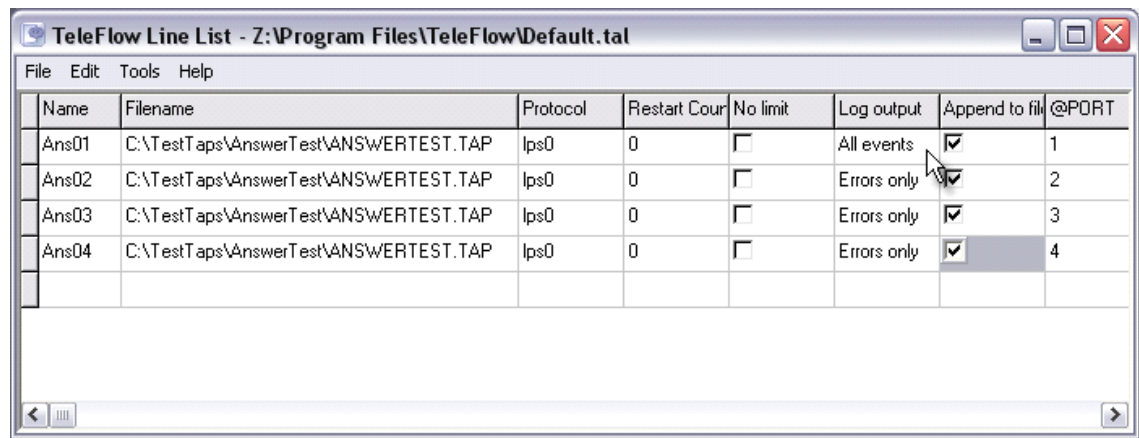 TeleFlow Line List - Z:\Program Files\TeleFlow\Default.tal
File Edit Tools Help
Name Filename Protocol Restart Cour No limit Log output Append to fil @PORT
Ans01 C:\TestTaps\AnswerTest\ANSWERTEST.TAP lps0 0 All events 1
Ans02 C:\TestTaps\AnswerTest\ANSWERTEST.TAP lps0 0 Errors only 2
Ans03 C:\TestTaps\AnswerTest\ANSWERTEST.TAP lps0 0 Errors only 3
Ans04 C:\TestTaps\AnswerTest\ANSWERTEST.TAP lps0 0 Errors only 4